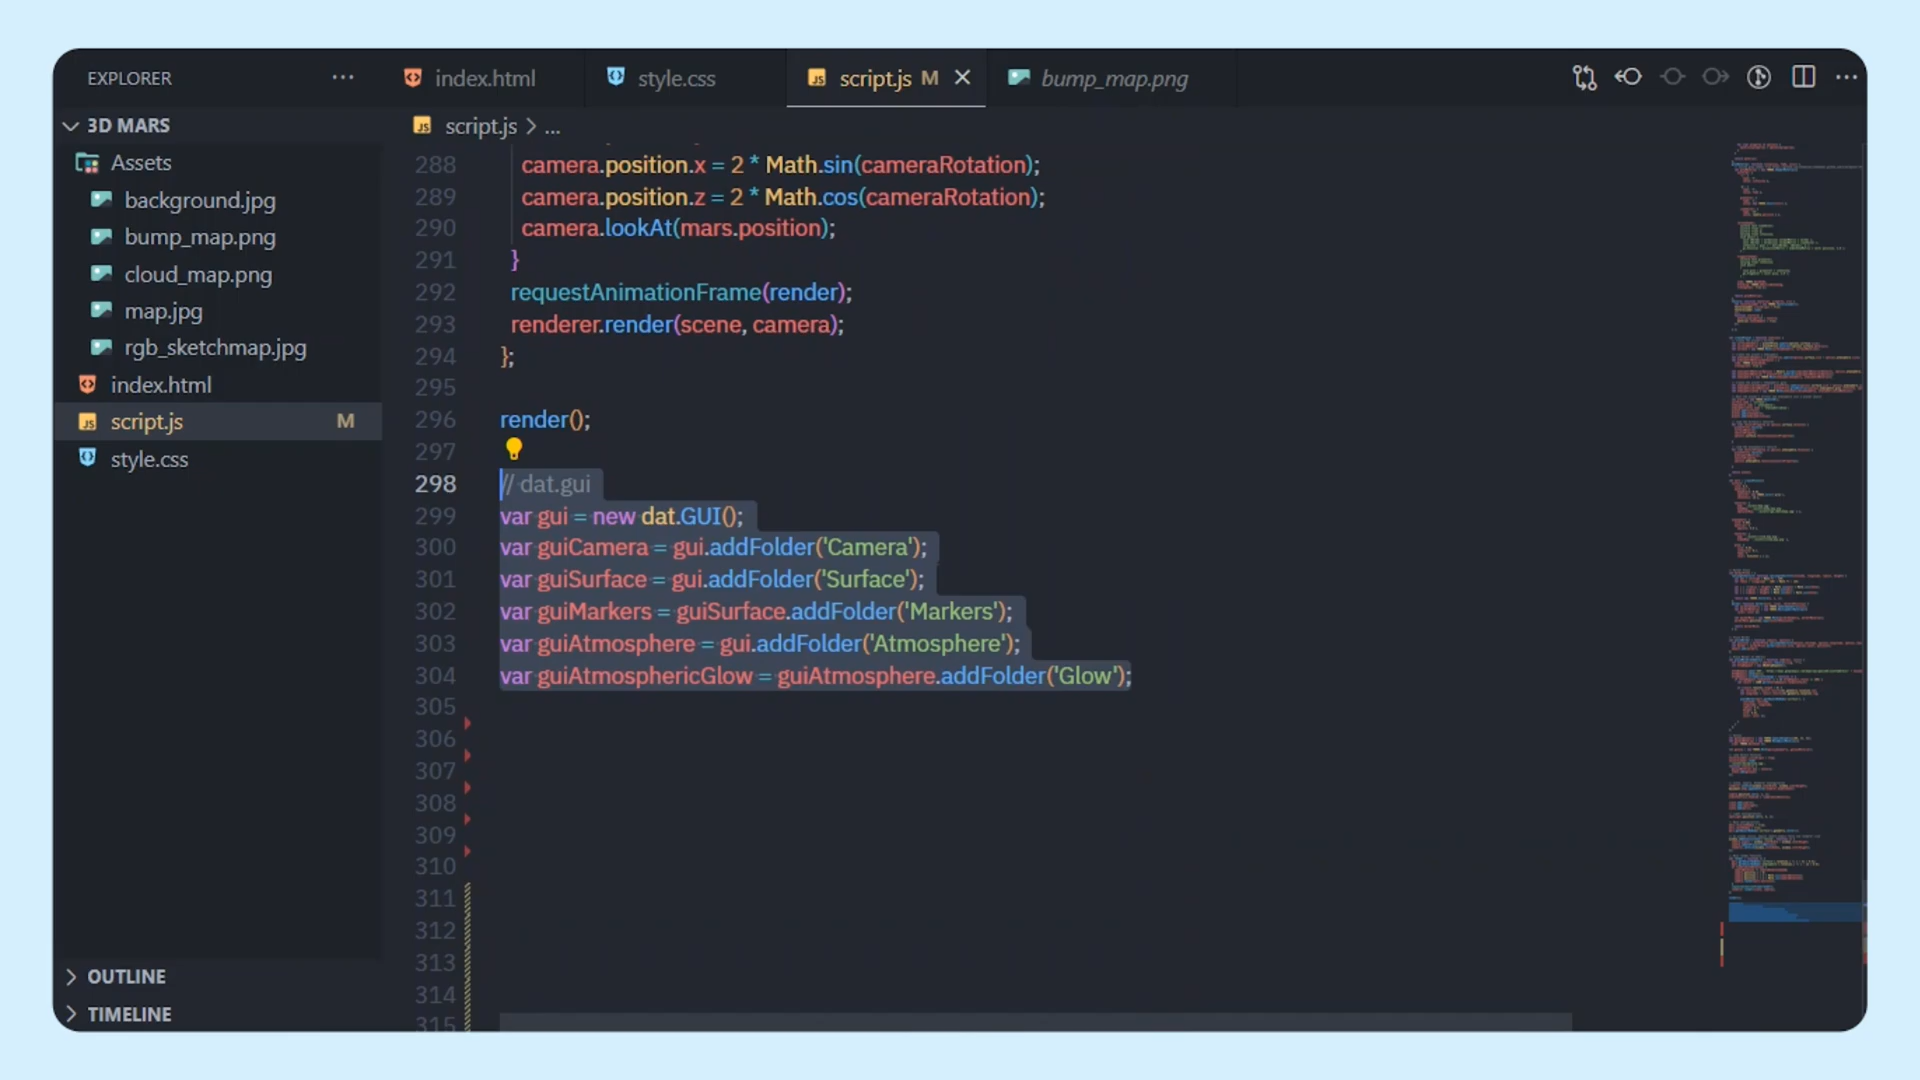 EXPLORER
index.html
style.css
script.js M
bump_map.png
3D MARS
script.js > ...
Assets
background.jpg
bump_map.png
cloud_map.png
map.jpg
rgb_sketchmap.jpg
index.html
script.js M
style.css
OUTLINE
TIMELINE
288 camera.position.x = 2 * Math.sin(cameraRotation);
289 camera.position.z = 2 * Math.cos(cameraRotation);
290 camera.lookAt(mars.position);
291 }
292 requestAnimationFrame(render);
293 renderer.render(scene, camera);
294 };
295
296 render();
297
298 // dat.gui
299 var gui = new dat.GUI();
300 var guiCamera = gui.addFolder('Camera');
301 var guiSurface = gui.addFolder('Surface');
302 var guiMarkers = guiSurface.addFolder('Markers');
303 var guiAtmosphere = gui.addFolder('Atmosphere');
304 var guiAtmosphericGlow = guiAtmosphere.addFolder('Glow');
305
306
307
308
309
310
311
312
313
314
315